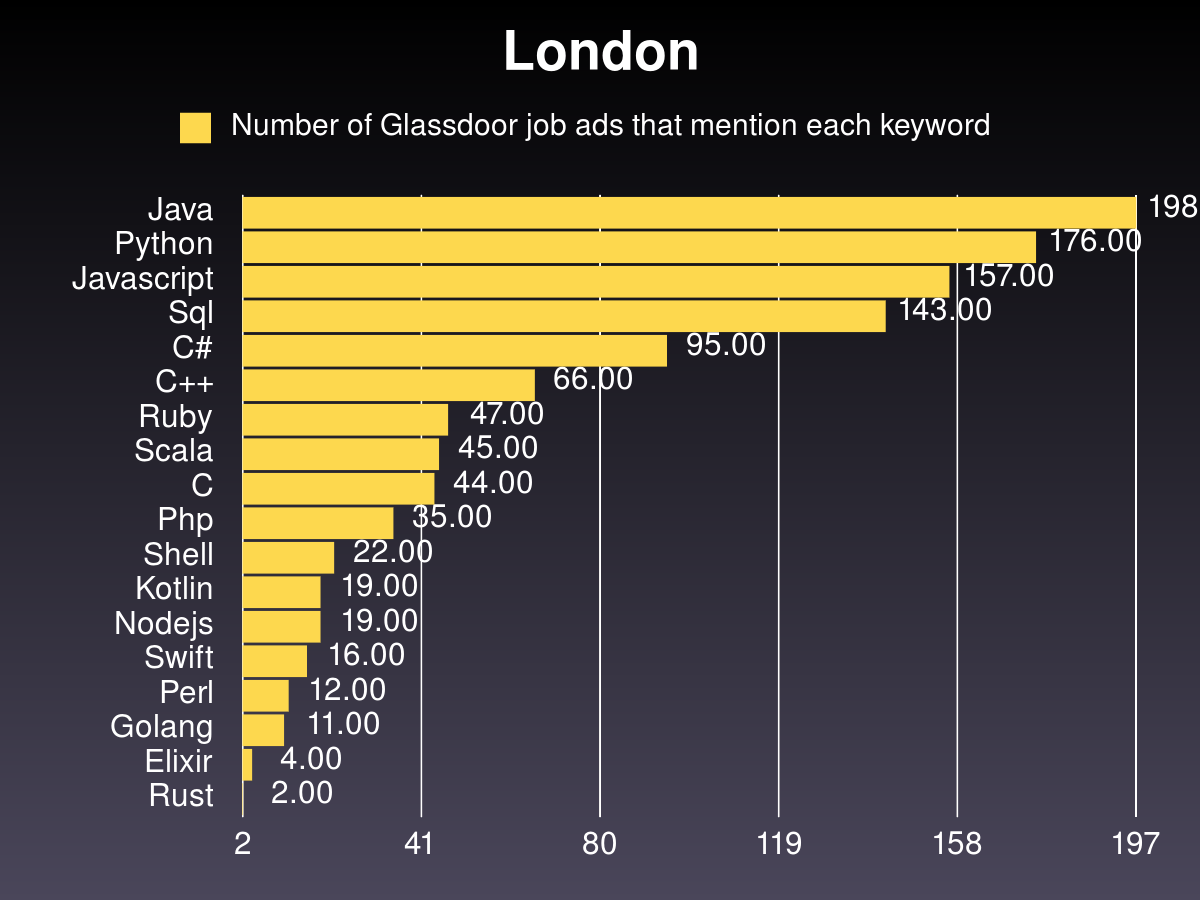 London
Number of Glassdoor job ads that mention each keyword
Java 198
Python 176.00
Javascript 157.00
Sql 143.00
C# 95.00
C++ 66.00
Ruby 47.00
Scala 45.00
C 44.00
Php 35.00
Shell 22.00
Kotlin 19.00
Nodejs 19.00
Swift 16.00
Perl 12.00
Golang 11.00
Elixir 4.00
Rust 2.00
2 41 80 119 158 197